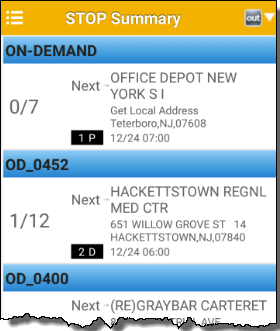 STOP Summary
out
ON-DEMAND
0/7
Next
OFFICE DEPOT NEW
YORK S I
Get Local Address
Teterboro,NJ,07608
1 P
12/24 07:00
OD_0452
1/12
Next
HACKETTSTOWN REGNL
MED CTR
651 WILLOW GROVE ST 14
HACKETTSTOWN,NJ,07840
2 D
12/24 06:00
OD_0400
Next
(RE)GRAYBAR CARTERET